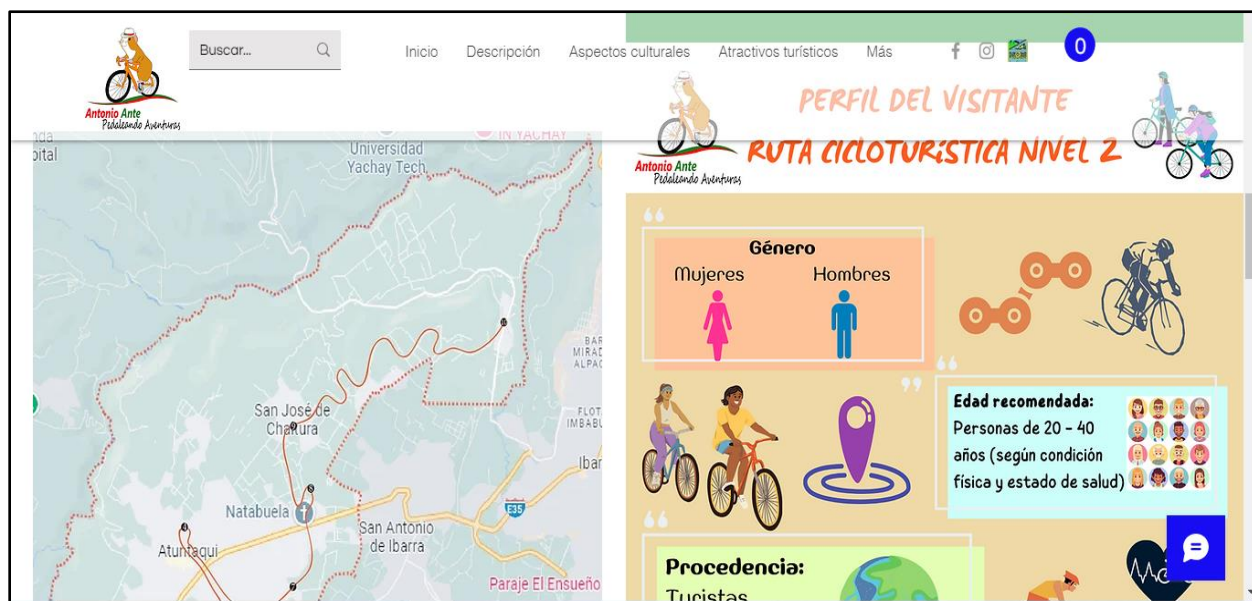 Buscar...
Inicio
Descripción
Aspectos culturales
Atractivos turísticos
Más
0
Antonio Ante
Pedaleando Aventuras
IN YACHAY
Universidad
Yachay Tech
San José de
Chaltura
Natabuela
Atuntaqui
San Antonio
de Ibarra
E35
Paraje El Ensueño
PERFIL DEL VISITANTE
RUTA CICLOTURíSTICA NIVEL 2
Antonio Ante
Pedaleando Aventuras
Género
Mujeres
Hombres
Edad recomendada:
Personas de 20 - 40
años (según condición
física y estado de salud)
Procedencia:
Turistas